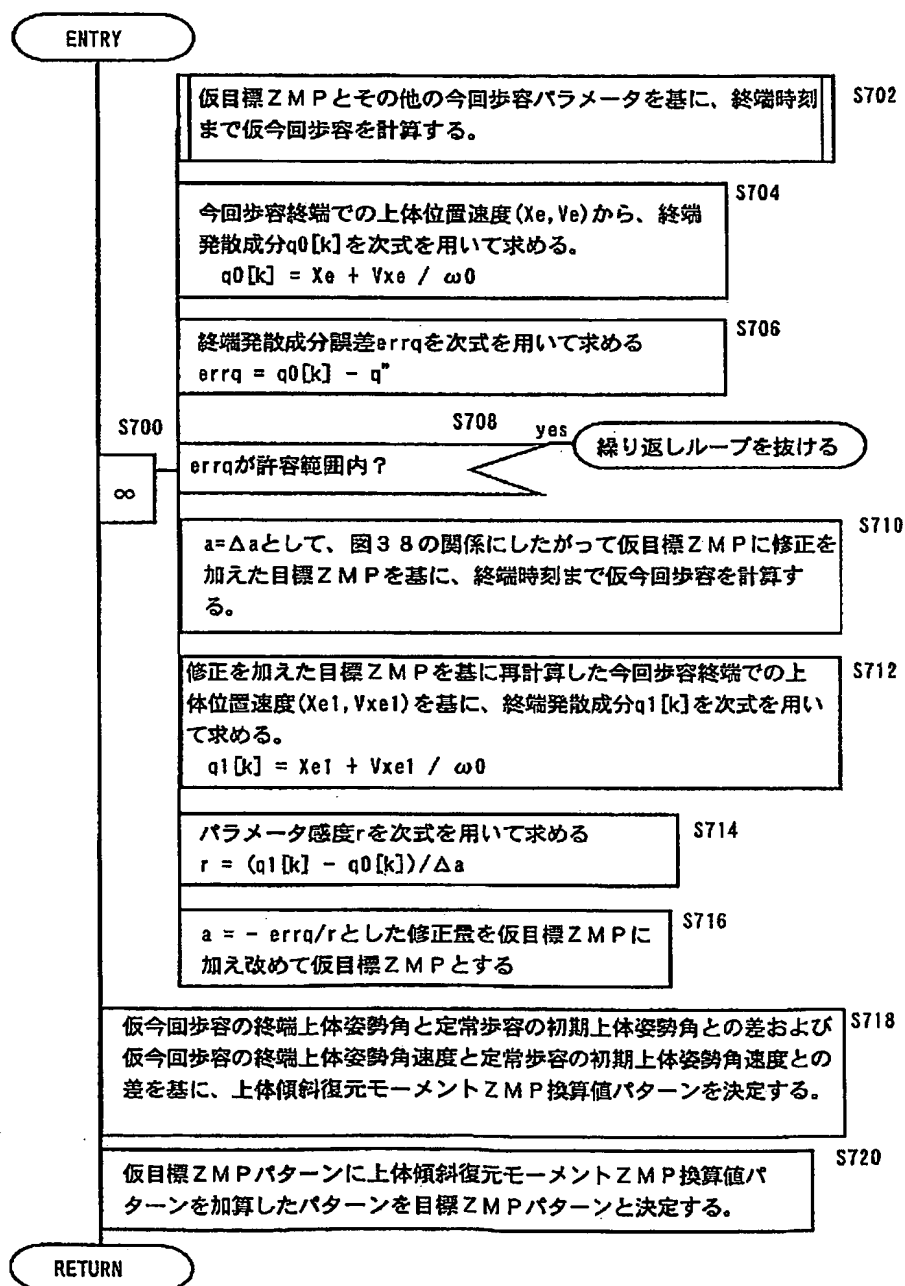 ENTRY
仮目標ZMPとその他の今回歩容パラメータを基に、終端時刻
まで仮今回歩容を計算する。
S702
S704
今回歩容終端での上体位置速度(Xe,Ve)から、終端
発散成分q0[k]を次式を用いて求める。
q0[k] = Xe + Vxe / ω0
S706
終端発散成分誤差errqを次式を用いて求める
errq = q0[k] - q"
S700
∞
S708
yes
繰り返しループを抜ける
errqが許容範囲内?
S710
a=Δaとして、図38の関係にしたがって仮目標ZMPに修正を
加えた目標ZMPを基に、終端時刻まで仮今回歩容を計算す
る。
S712
修正を加えた目標ZMPを基に再計算した今回歩容終端での上
体位置速度(Xe1,Vxe1)を基に、終端発散成分q1[k]を次式を用い
て求める。
q1[k] = Xe1 + Vxe1 / ω0
S714
パラメータ感度rを次式を用いて求める
r = (q1[k] - q0[k])/Δa
S716
a = - errq/rとした修正量を仮目標ZMPに
加え改めて仮目標ZMPとする
S718
仮今回歩容の終端上体姿勢角と定常歩容の初期上体姿勢角との差および
仮今回歩容の終端上体姿勢角速度と定常歩容の初期上体姿勢角速度との
差を基に、上体傾斜復元モーメントZMP換算値パターンを決定する。
S720
仮目標ZMPパターンに上体傾斜復元モーメントZMP換算値パ
ターンを加算したパターンを目標ZMPパターンと決定する。
RETURN